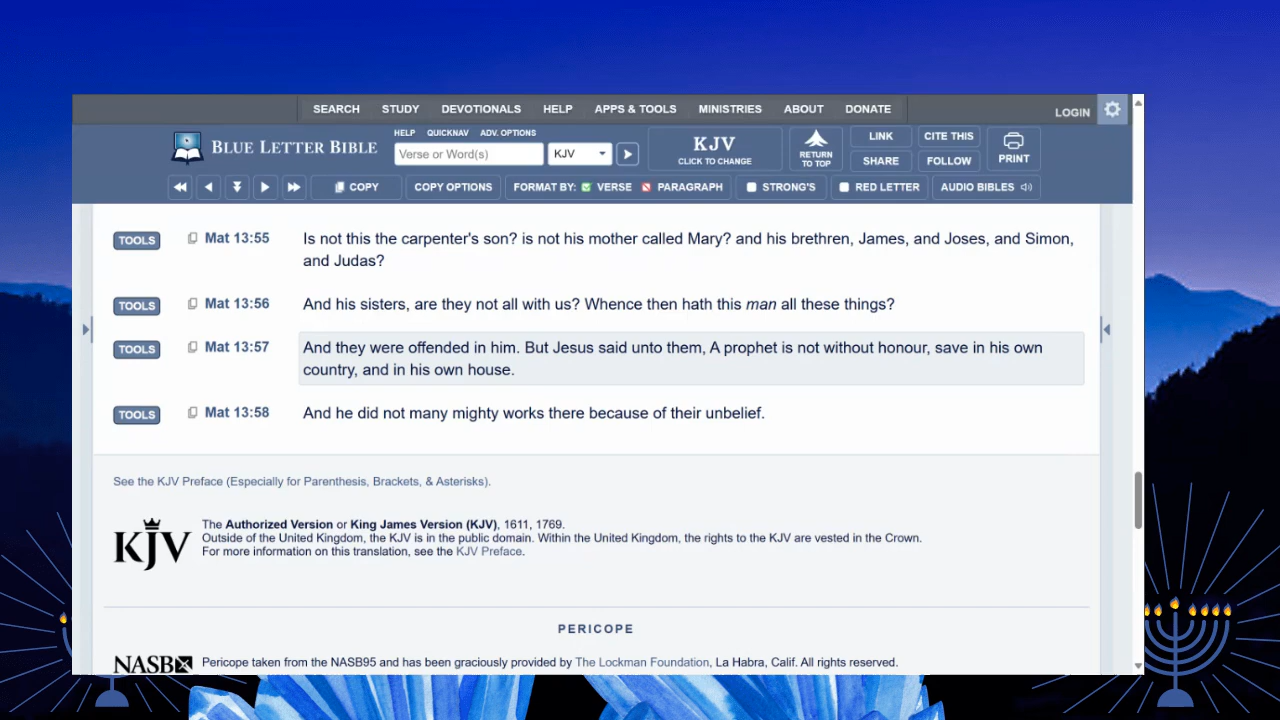 SEARCH STUDY DEVOTIONALS HELP APPS & TOOLS MINISTRIES ABOUT DONATE LOGIN
BLUE LETTER BIBLE
HELP QUICKNAV ADV. OPTIONS
Verse or Word(s) KJV
KJV
CLICK TO CHANGE
RETURN
TO TOP
LINK CITE THIS
SHARE FOLLOW
PRINT
COPY COPY OPTIONS FORMAT BY: VERSE PARAGRAPH STRONG'S RED LETTER AUDIO BIBLES
TOOLS Mat 13:55 Is not this the carpenter's son? is not his mother called Mary? and his brethren, James, and Joses, and Simon,
and Judas?
TOOLS Mat 13:56 And his sisters, are they not all with us? Whence then hath this man all these things?
TOOLS Mat 13:57 And they were offended in him. But Jesus said unto them, A prophet is not without honour, save in his own
country, and in his own house.
TOOLS Mat 13:58 And he did not many mighty works there because of their unbelief.
See the KJV Preface (Especially for Parenthesis, Brackets, & Asterisks).
KJV
The Authorized Version or King James Version (KJV), 1611, 1769.
Outside of the United Kingdom, the KJV is in the public domain. Within the United Kingdom, the rights to the KJV are vested in the Crown.
For more information on this translation, see the KJV Preface.
PERICOPE
NASB Pericope taken from the NASB95 and has been graciously provided by The Lockman Foundation, La Habra, Calif. All rights reserved.